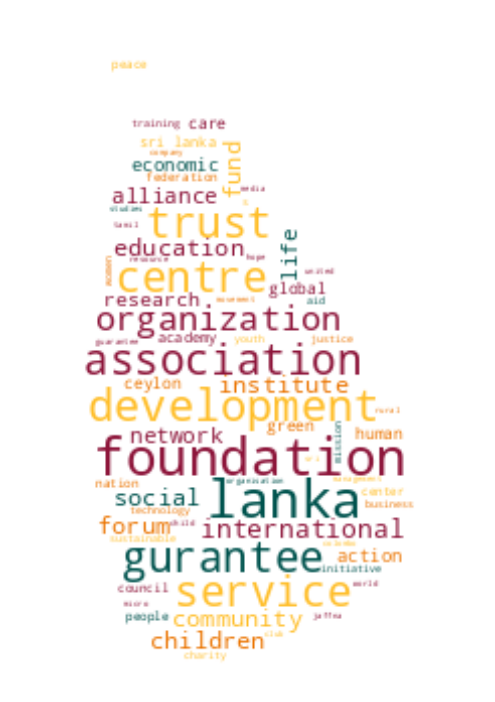 peace
training care
sri lanka
company
fund
economic
federation
media
alliance
studies
trust
tamil
education
life
resource
hope
women
centre
united
global
research
movement
aid
organization
guarantee
academy
youth
justice
association
ceylon
institute
development
rural
green
mission
network
human
foundation
management
nation
organisation
lanka
center
social
business
technology
forum
child
international
sustainable
gurantee
action
initiative
council
service
world
micro
people
community
jaffna
children
club
charity